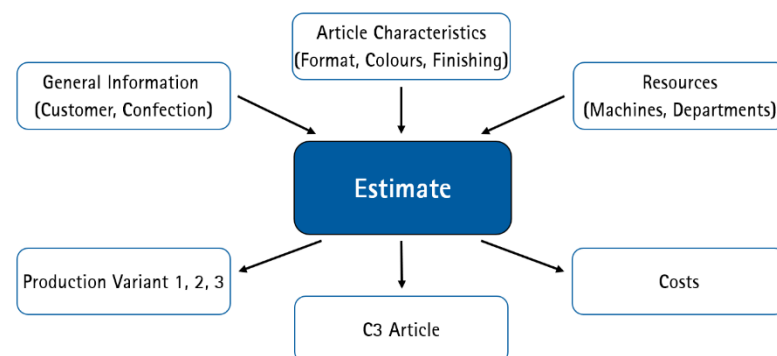 Article Characteristics
(Format, Colours, Finishing)
General Information
(Customer, Confection)
Resources
(Machines, Departments)
Estimate
Production Variant 1, 2, 3
C3 Article
Costs